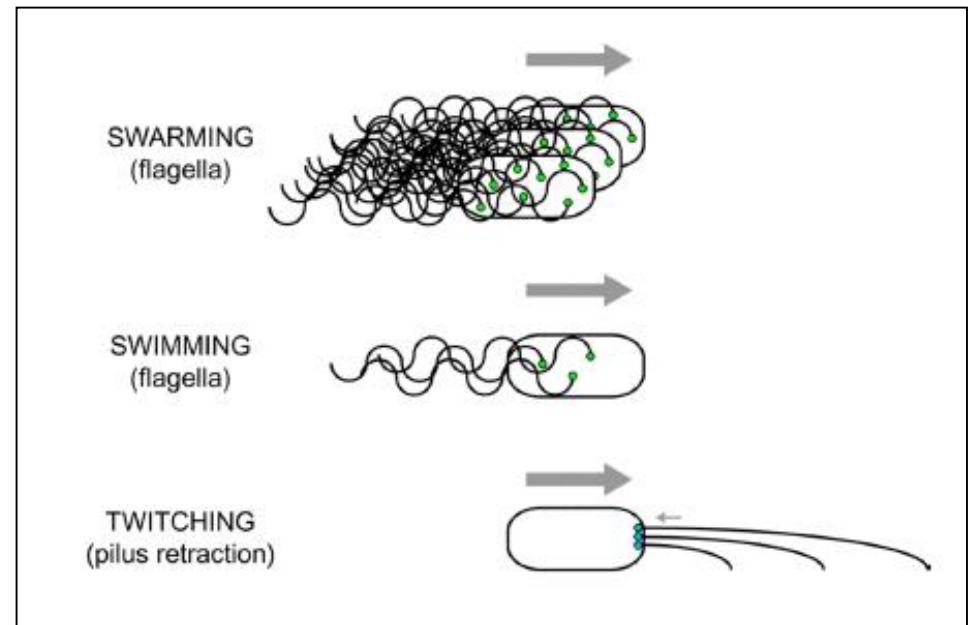 SWARMING
(flagella)
SWIMMING
(flagella)
TWITCHING
(pilus retraction)